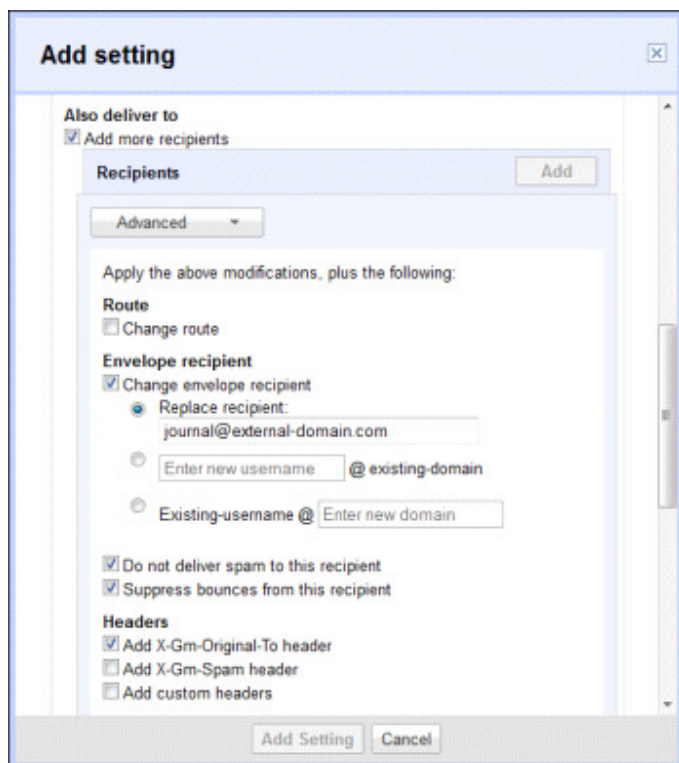 Add setting
Also deliver to
Add more recipients
Recipients
Add
Advanced
Apply the above modifications, plus the following:
Route
Change route
Envelope recipient
Change envelope recipient
Replace recipient:
journal@external-domain.com
Enter new username @ existing-domain
Existing-username @ Enter new domain
Do not deliver spam to this recipient
Suppress bounces from this recipient
Headers
Add X-Gm-Original-To header
Add X-Gm-Spam header
Add custom headers
Add Setting Cancel